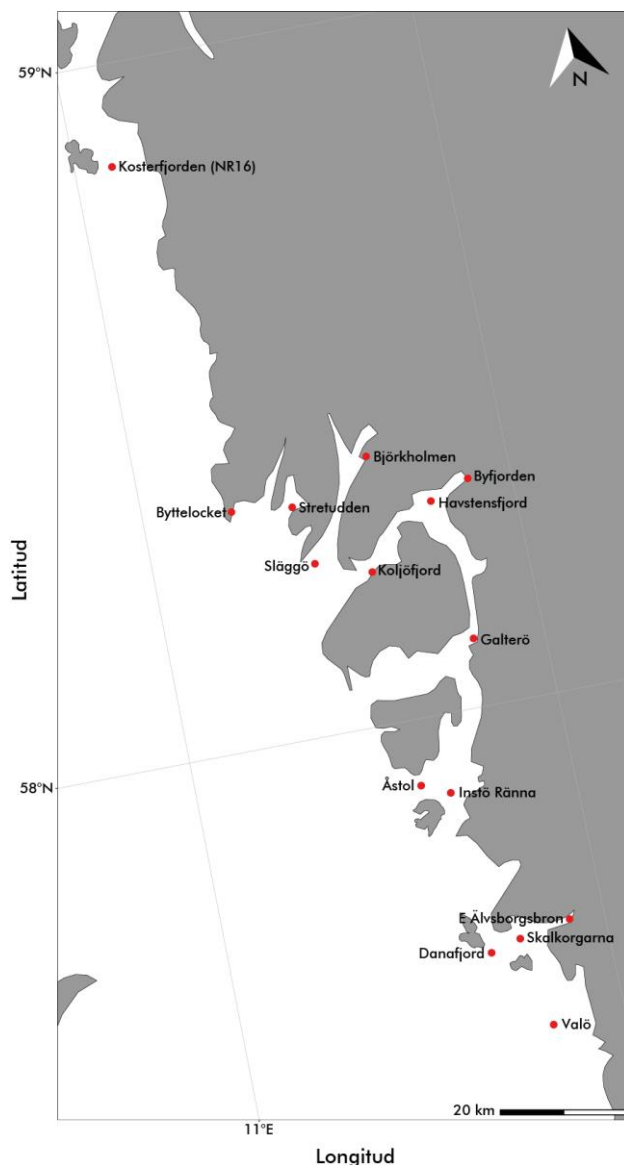 59°N
N
Kosterfjorden (NR16)
Björkholmen
Byfjorden
Havstensfjord
Stretudden
Byttelocket
Släggö
Koljöfjord
Latitud
Galterö
58°N
Åstol
Instö Ränna
E Älvsborgsbron
Skalkorgarna
Danafjord
Valö
20 km
11°E
Longitud